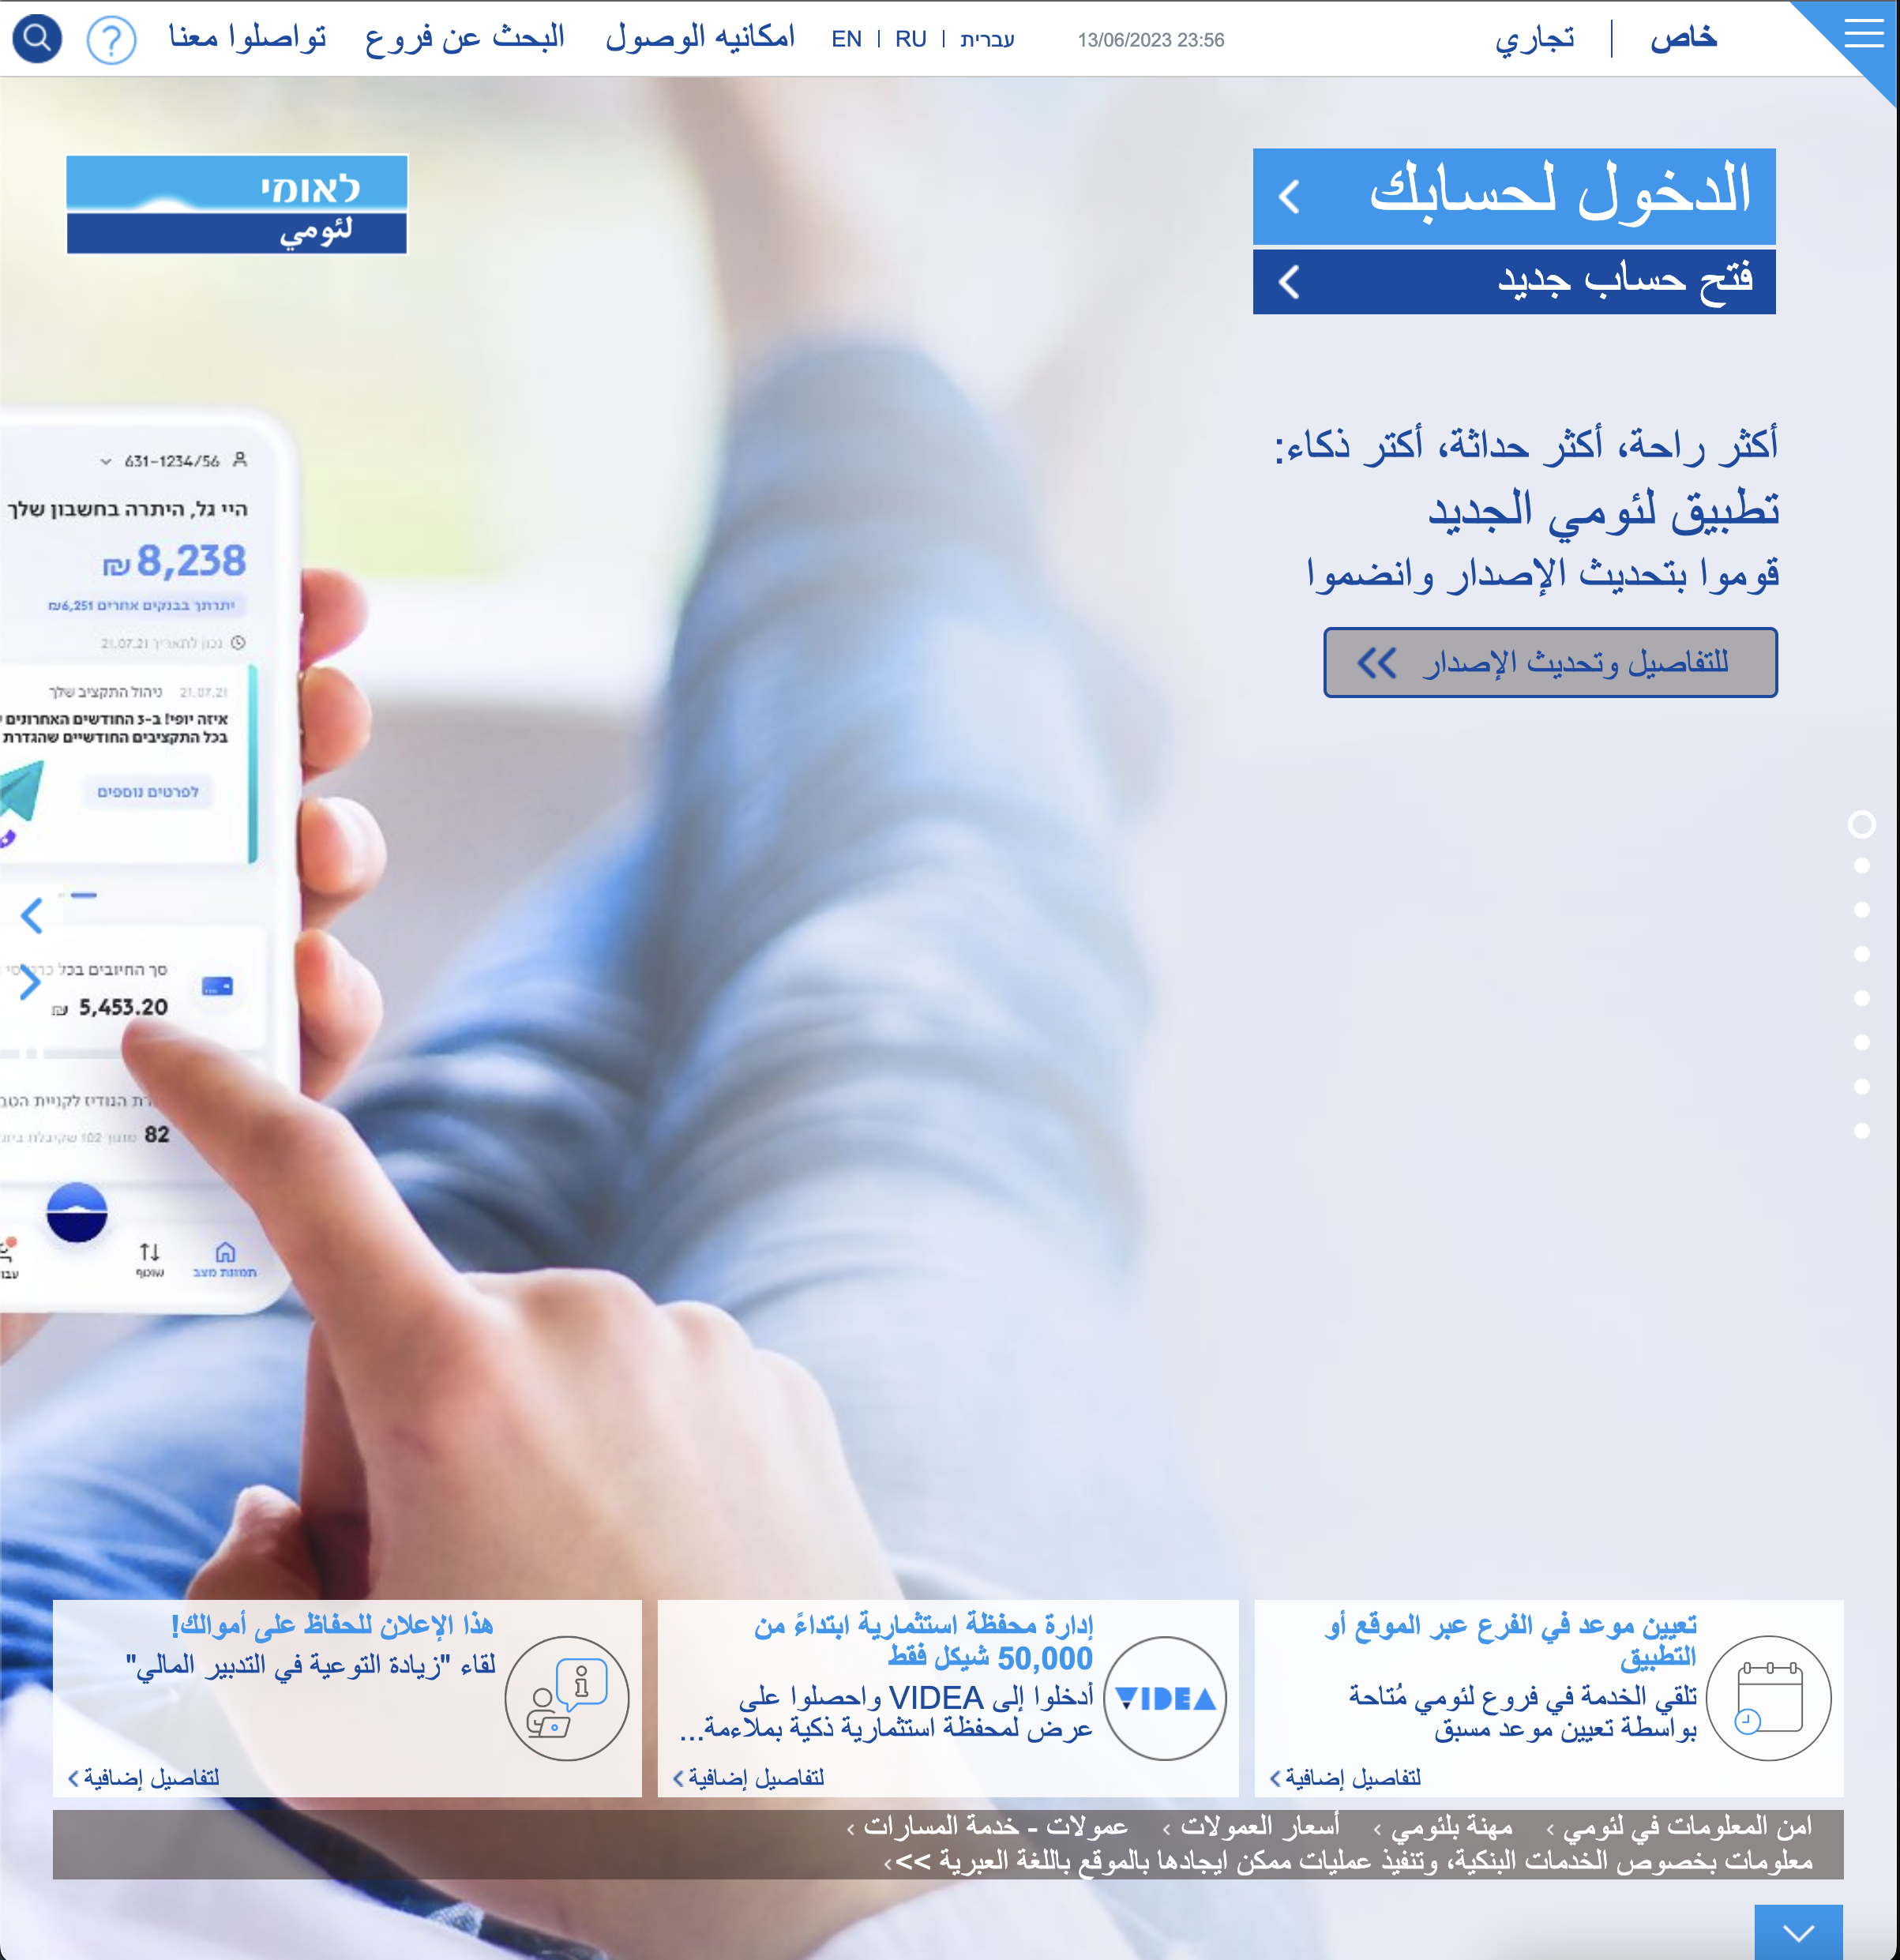 خاص
تجاري
13/06/2023 23:56
עברית
RU
EN
امكانيه الوصول
البحث عن فروع
تواصلوا معنا
?
לאומי
لئومي
الدخول لحسابك
فتح حساب جديد
أكثر راحة، أكثر حداثة، أكتر ذكاء:
تطبيق لئومي الجديد
قوموا بتحديث الإصدار وانضموا
للتفاصيل وتحديث الإصدار
631-1234/56
היי גל, היתרה בחשבון שלך
8,238 ₪
יתרתך בבנקים אחרים 6,251₪
נכון לתאריך 21.07.21
21.07.21 ניהול התקציב שלך
איזה יופי! ב-3 החודשים האחרונים
בכל התקציבים החודשיים שהגדרת
לפרטים נוספים
סך החיובים בכל
5,453.20 ₪
הנודיז לקניית
82 מתוך 102 שקיבלת
תמונת מצב
שוטף
تعيين موعد في الفرع عبر الموقع أو
التطبيق
تلقي الخدمة في فروع لئومي مُتاحة
بواسطة تعيين موعد مسبق
لتفاصيل إضافية
VIDEA
إدارة محفظة استثمارية ابتداءً من
50,000 شيكل فقط
أدخلوا إلى VIDEA واحصلوا على
عرض لمحفظة استثمارية ذكية بملاءمة...
لتفاصيل إضافية
هذا الإعلان للحفاظ على أموالك!
لقاء "زيادة التوعية في التدبير المالي"
لتفاصيل إضافية
امن المعلومات في لئومي › مهنة بلئومي › أسعار العمولات › عمولات - خدمة المسارات ›
معلومات بخصوص الخدمات البنكية، وتنفيذ عمليات ممكن ايجادها بالموقع باللغة العبرية >>›